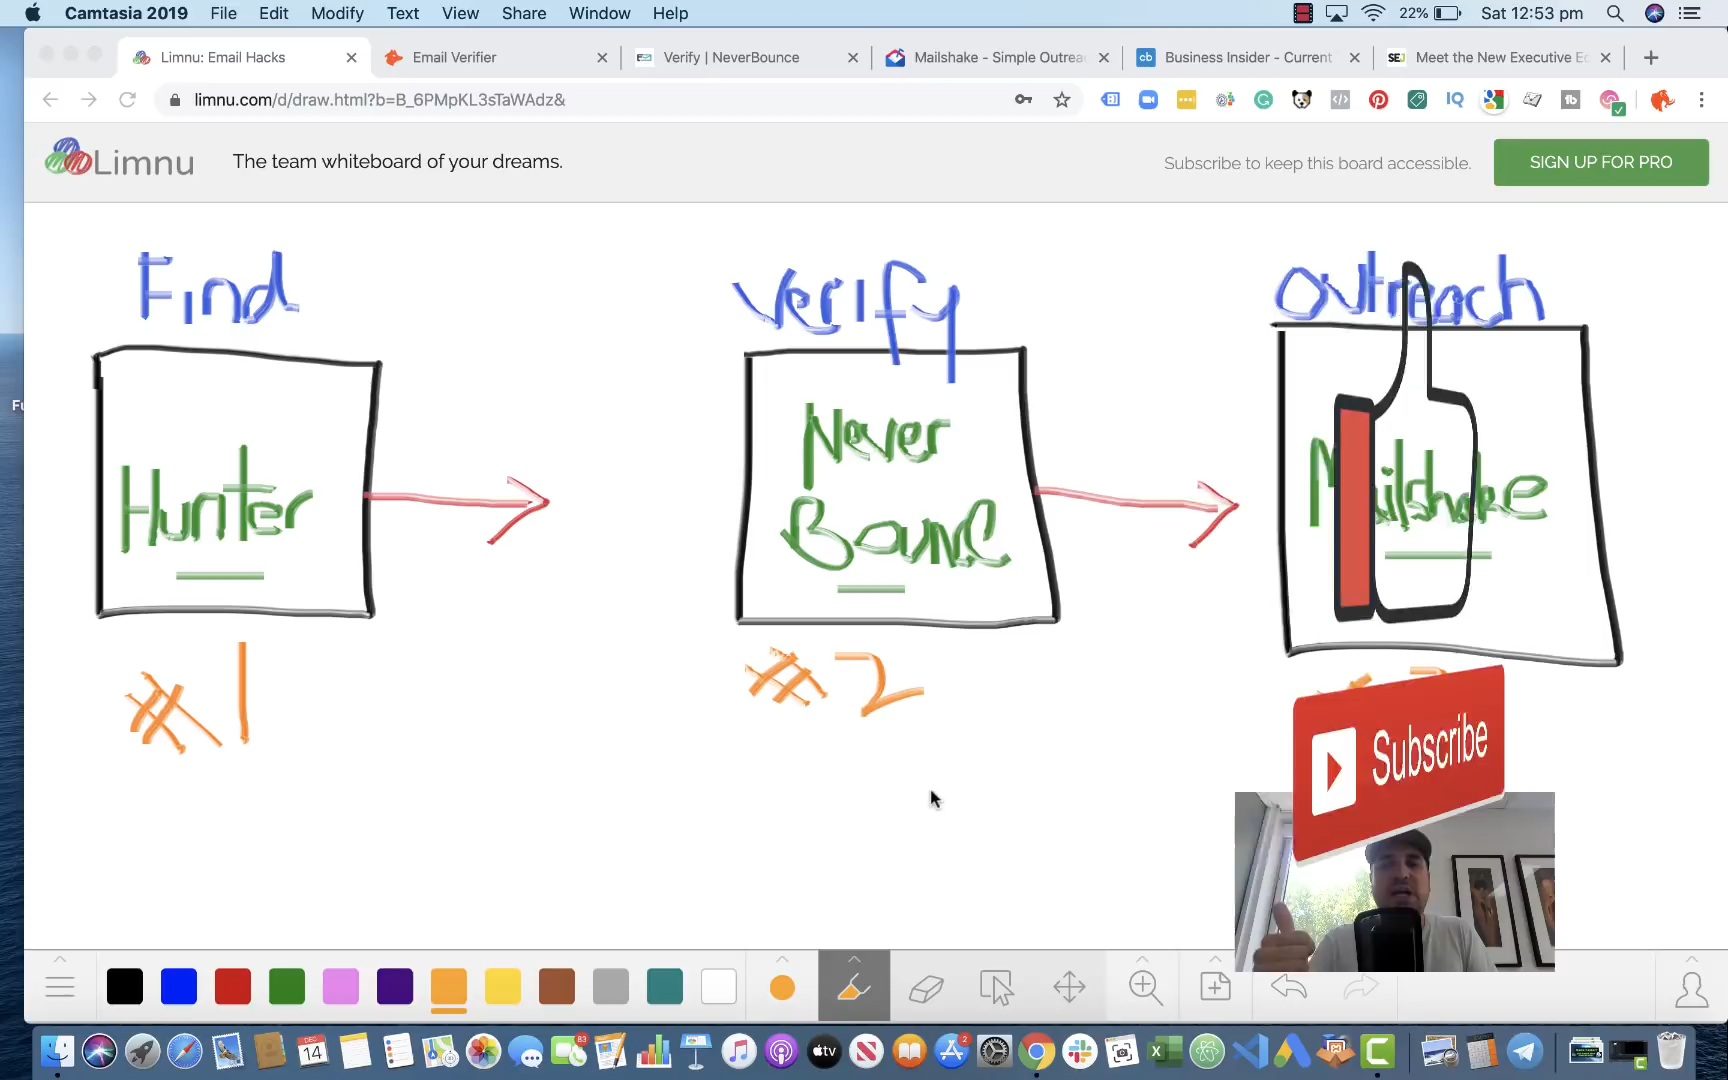 Camtasia 2019 File Edit Modify Text View Share Window Help 22% Sat 12:53 pm
Limnu: Email Hacks Email Verifier Verify | NeverBounce Mailshake - Simple Outrea Business Insider - Current Meet the New Executive Ed
limnu.com/d/draw.html?b=B_6PMpKL3sTaWAdz&
Limnu The team whiteboard of your dreams. Subscribe to keep this board accessible. SIGN UP FOR PRO
Find Verify Outreach
Hunter
Never
Bounce
Mailshake
#1
#2
Subscribe